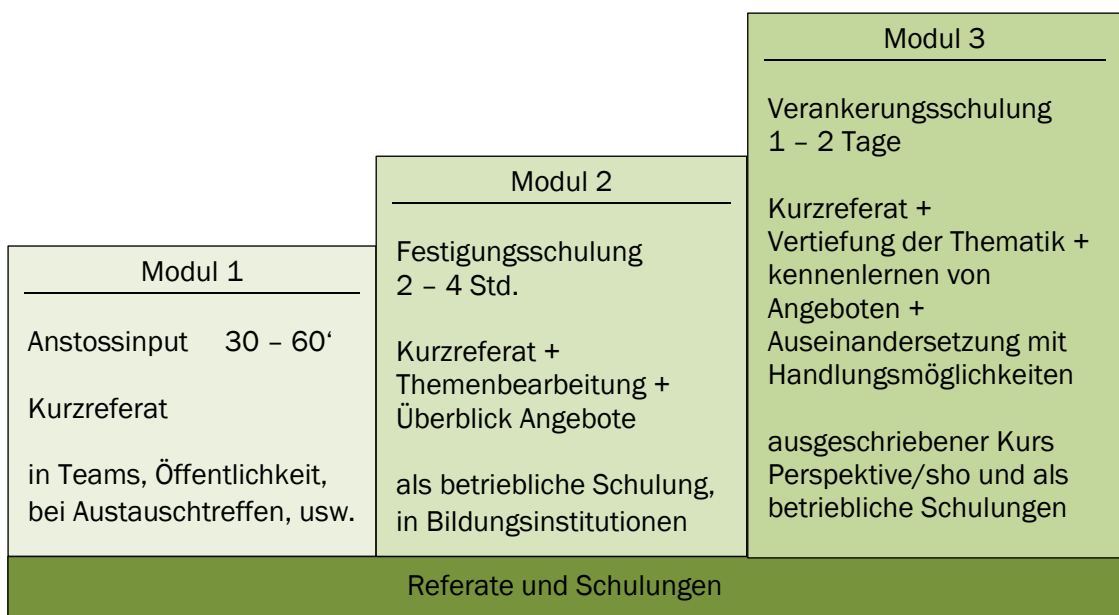 Modul 1
Anstossinput 30 – 60‘
Kurzreferat
in Teams, Öffentlichkeit,
bei Austauschtreffen, usw.
Modul 2
Festigungsschulung
2 – 4 Std.
Kurzreferat +
Themenbearbeitung +
Überblick Angebote
als betriebliche Schulung,
in Bildungsinstitutionen
Modul 3
Verankerungsschulung
1 – 2 Tage
Kurzreferat +
Vertiefung der Thematik +
kennenlernen von
Angeboten +
Auseinandersetzung mit
Handlungsmöglichkeiten
ausgeschriebener Kurs
Perspektive/sho und als
betriebliche Schulungen
Referate und Schulungen